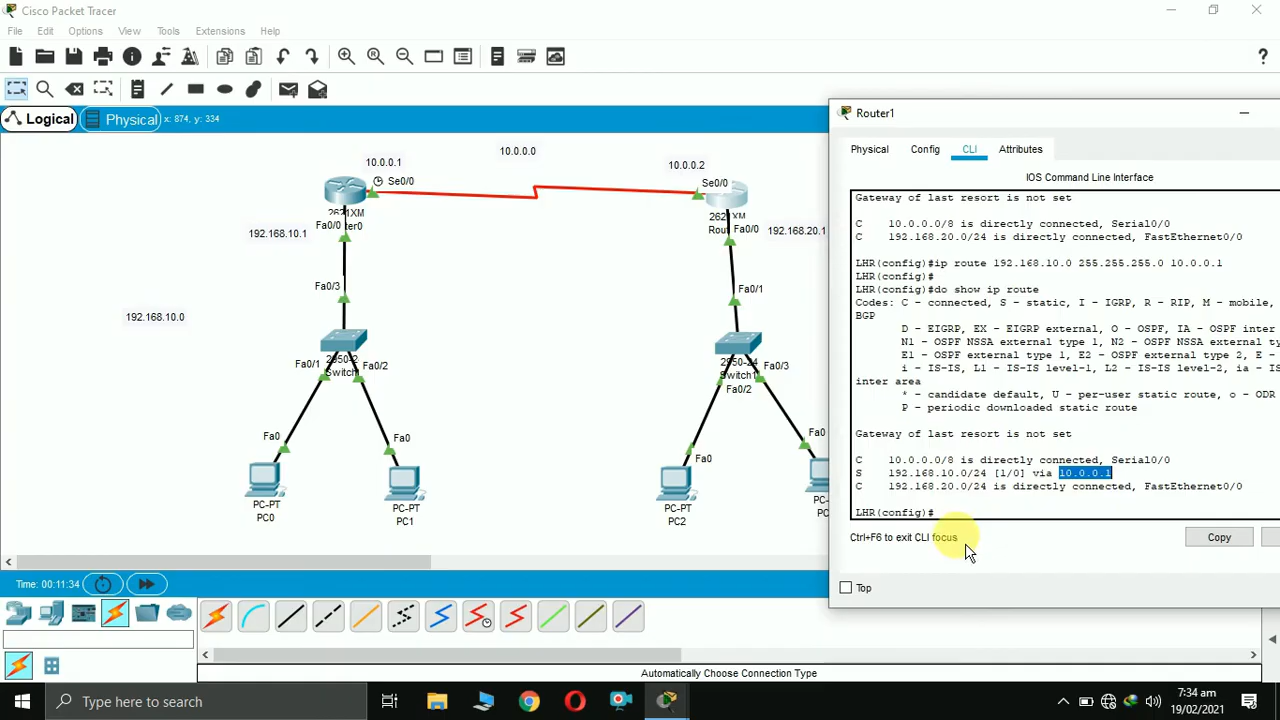 Cisco Packet Tracer
File Edit Options View Tools Extensions Help
Logical Physical x: 874, y: 334
10.0.0.1
10.0.0.0
10.0.0.2
Se0/0
Se0/0
2621XM
Fa0/0
192.168.10.1
Fa0/0
192.168.20.1
Fa0/3
Fa0/1
192.168.10.0
Fa0/1
Fa0/2
Fa0/3
Switch1
Fa0/2
Fa0
Fa0
Fa0
Fa0
PC-PT
PC0
PC-PT
PC1
PC-PT
PC2
Router1
Physical Config CLI Attributes
IOS Command Line Interface
Gateway of last resort is not set
C 10.0.0.0/8 is directly connected, Serial0/0
C 192.168.20.0/24 is directly connected, FastEthernet0/0
LHR(config)#ip route 192.168.10.0 255.255.255.0 10.0.0.1
LHR(config)#
LHR(config)#do show ip route
Codes: C - connected, S - static, I - IGRP, R - RIP, M - mobile,
BGP
D - EIGRP, EX - EIGRP external, O - OSPF, IA - OSPF inter
N1 - OSPF NSSA external type 1, N2 - OSPF NSSA external
E1 - OSPF external type 1, E2 - OSPF external type 2, E -
i - IS-IS, L1 - IS-IS level-1, L2 - IS-IS level-2, ia - IS
inter area
* - candidate default, U - per-user static route, o - ODR
P - periodic downloaded static route
Gateway of last resort is not set
C 10.0.0.0/8 is directly connected, Serial0/0
S 192.168.10.0/24 [1/0] via 10.0.0.1
C 192.168.20.0/24 is directly connected, FastEthernet0/0
LHR(config)#
Ctrl+F6 to exit CLI focus
Copy
Top
Time: 00:11:34
Automatically Choose Connection Type
Type here to search
7:34 am
19/02/2021